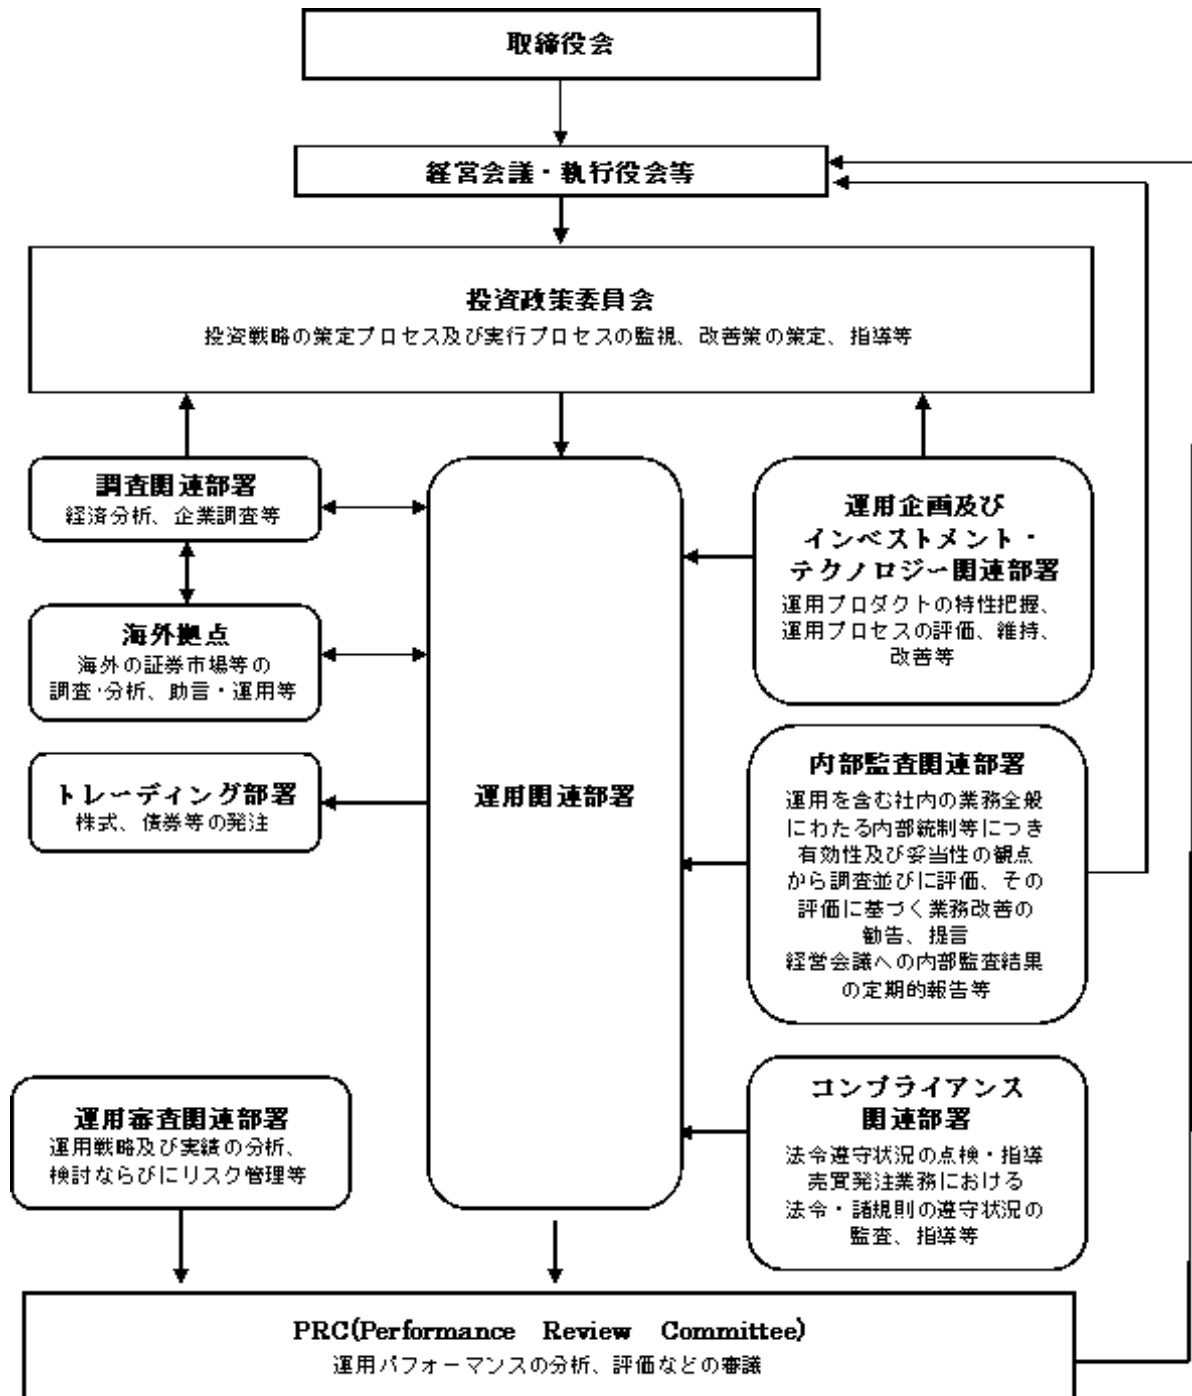 取締役会
経営会議・執行役会等
投資政策委員会
投資戦略の策定プロセス及び実行プロセスの監視、改善策の策定、指導等
調査関連部署
経済分析、企業調査等
海外拠点
海外の証券市場等の
調査・分析、助言・運用等
トレーディング部署
株式、債券等の発注
運用関連部署
運用企画及び
インベストメント・
テクノロジー関連部署
運用プロダクトの特性把握、
運用プロセスの評価、維持、
改善等
内部監査関連部署
運用を含む社内の業務全般
にわたる内部統制等につき
有効性及び妥当性の観点
から調査並びに評価、その
評価に基づく業務改善の
勧告、提言
経営会議への内部監査結果
の定期的報告等
コンプライアンス
関連部署
法令遵守状況の点検・指導
売買発注業務における
法令・諸規則の遵守状況の
監査、指導等
運用審査関連部署
運用戦略及び実績の分析、
検討ならびにリスク管理等
PRC(Performance Review Committee)
運用パフォーマンスの分析、評価などの審議